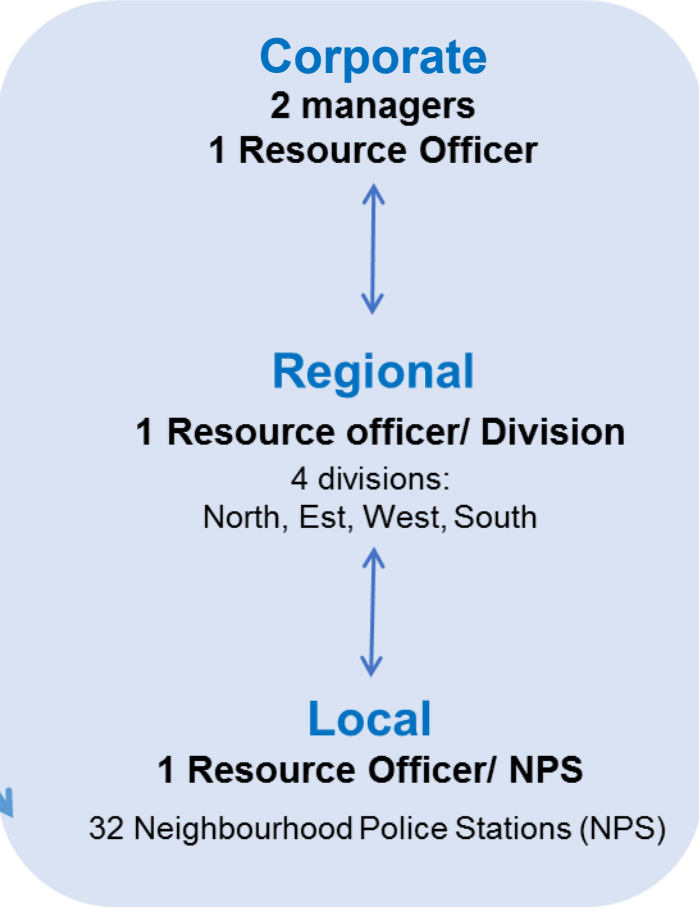 Corporate
2 managers
1 Resource Officer
Regional
1 Resource officer/ Division
4 divisions:
North, Est, West, South
Local
1 Resource Officer/ NPS
32 Neighbourhood Police Stations (NPS)